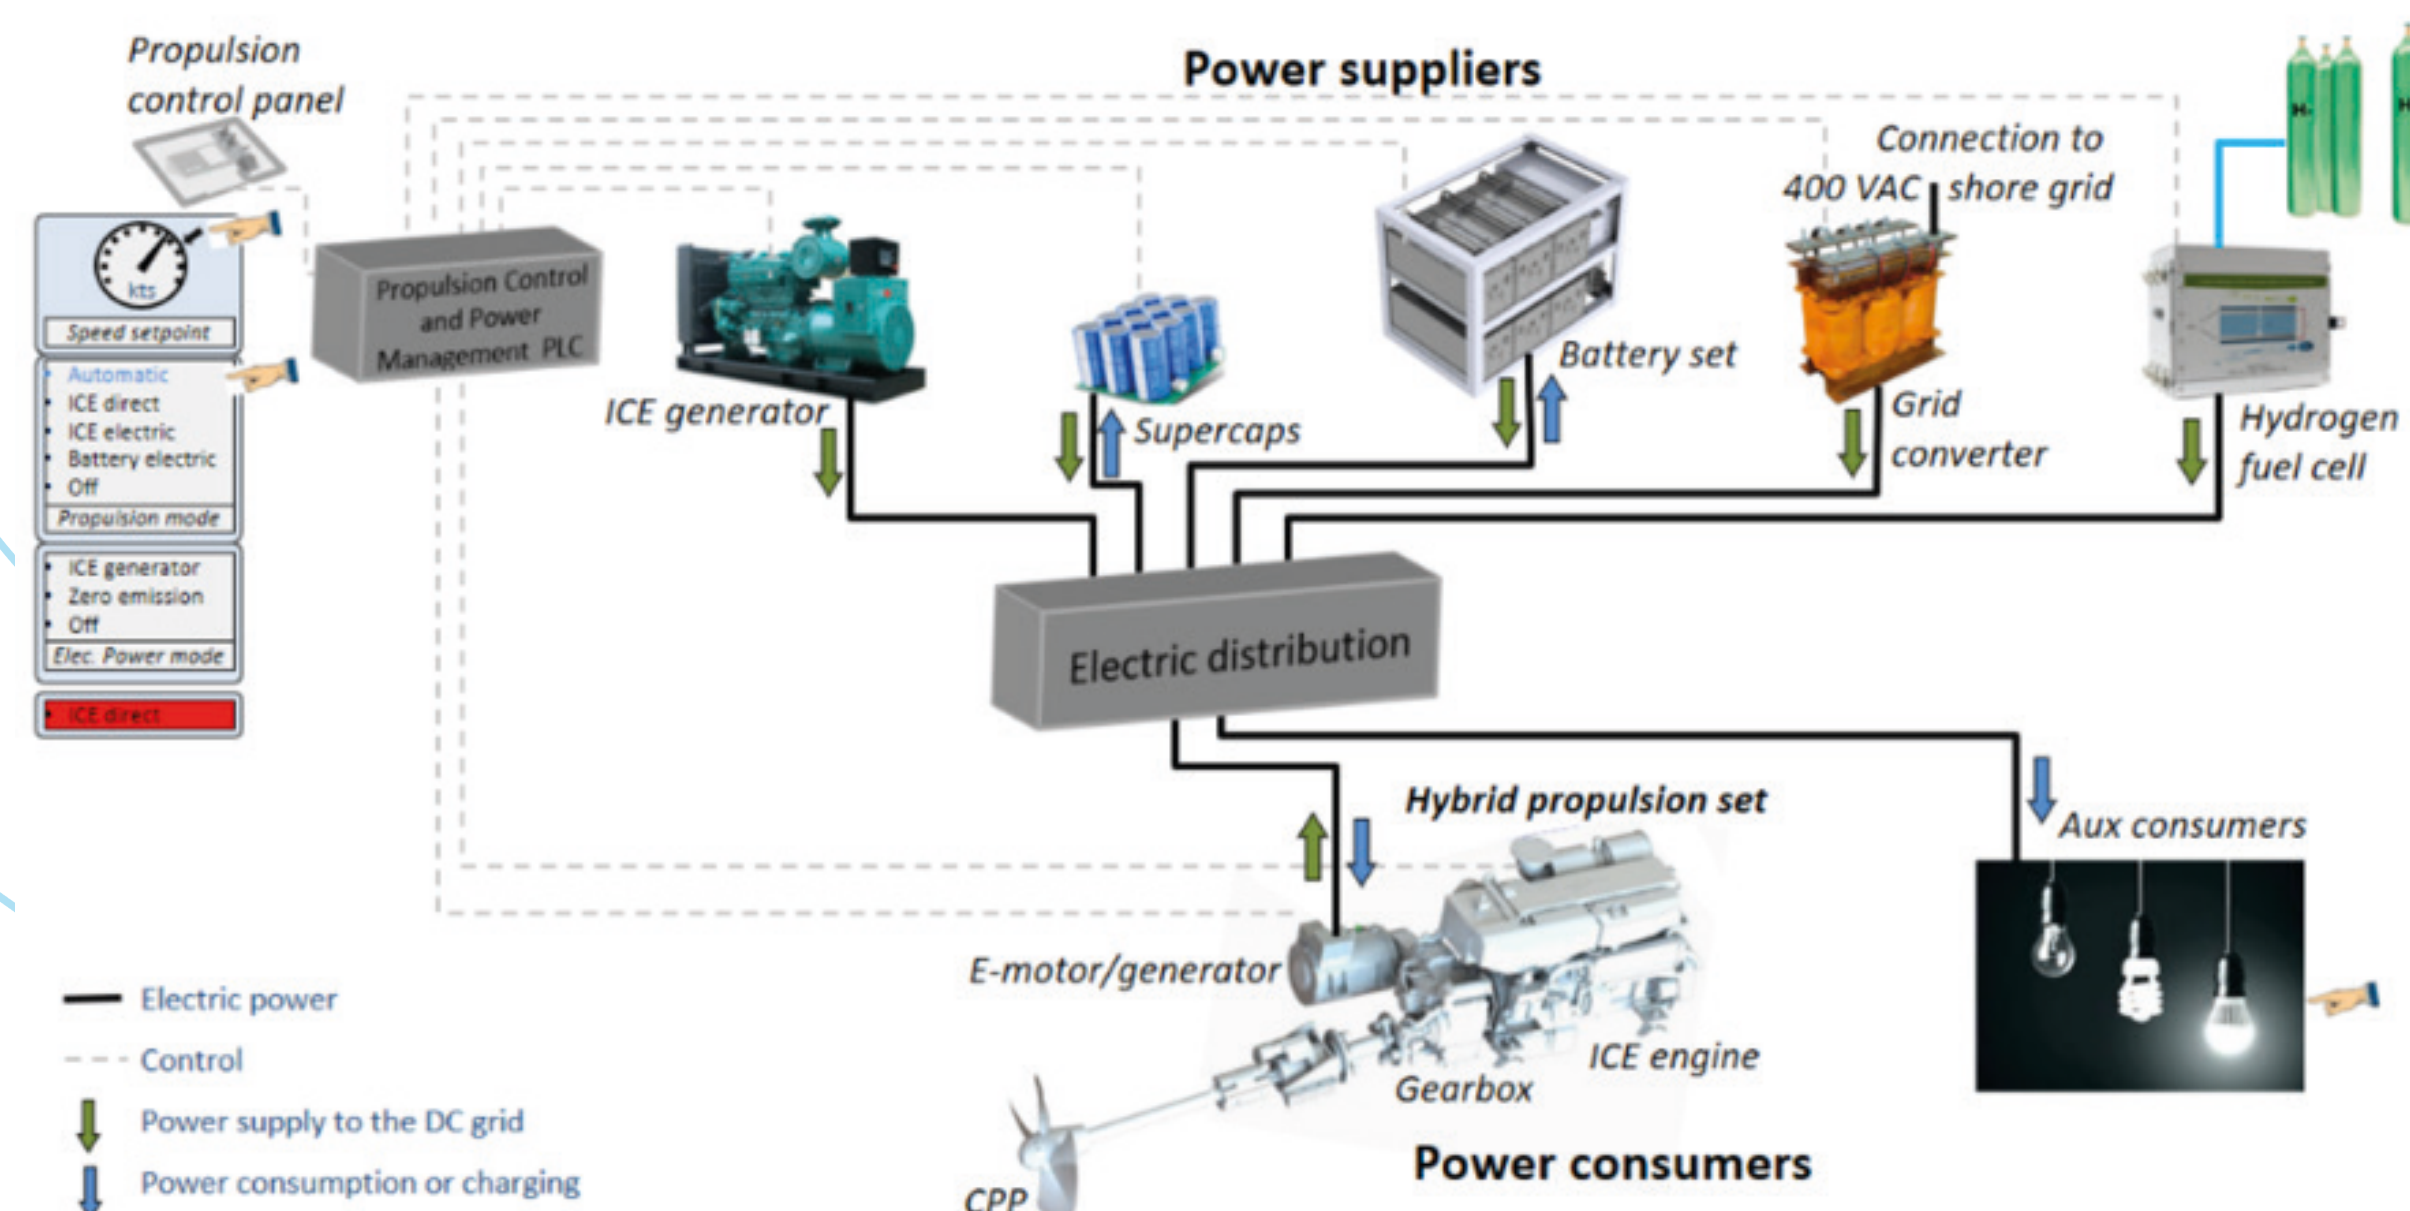 Propulsion
control panel
Power suppliers
Connection to
400 VAC shore grid
kts
Speed setpoint
Automatic
ICE direct
ICE electric
Battery electric
Off
Propulsion mode
ICE generator
Zero emission
Off
Elec. Power mode
ICE direct
Propulsion Control
and Power
Management PLC
ICE generator
Supercaps
Battery set
Grid
converter
Hydrogen
fuel cell
Electric distribution
Hybrid propulsion set
Aux consumers
E-motor/generator
ICE engine
Gearbox
CPP
Power consumers
Electric power
Control
Power supply to the DC grid
Power consumption or charging